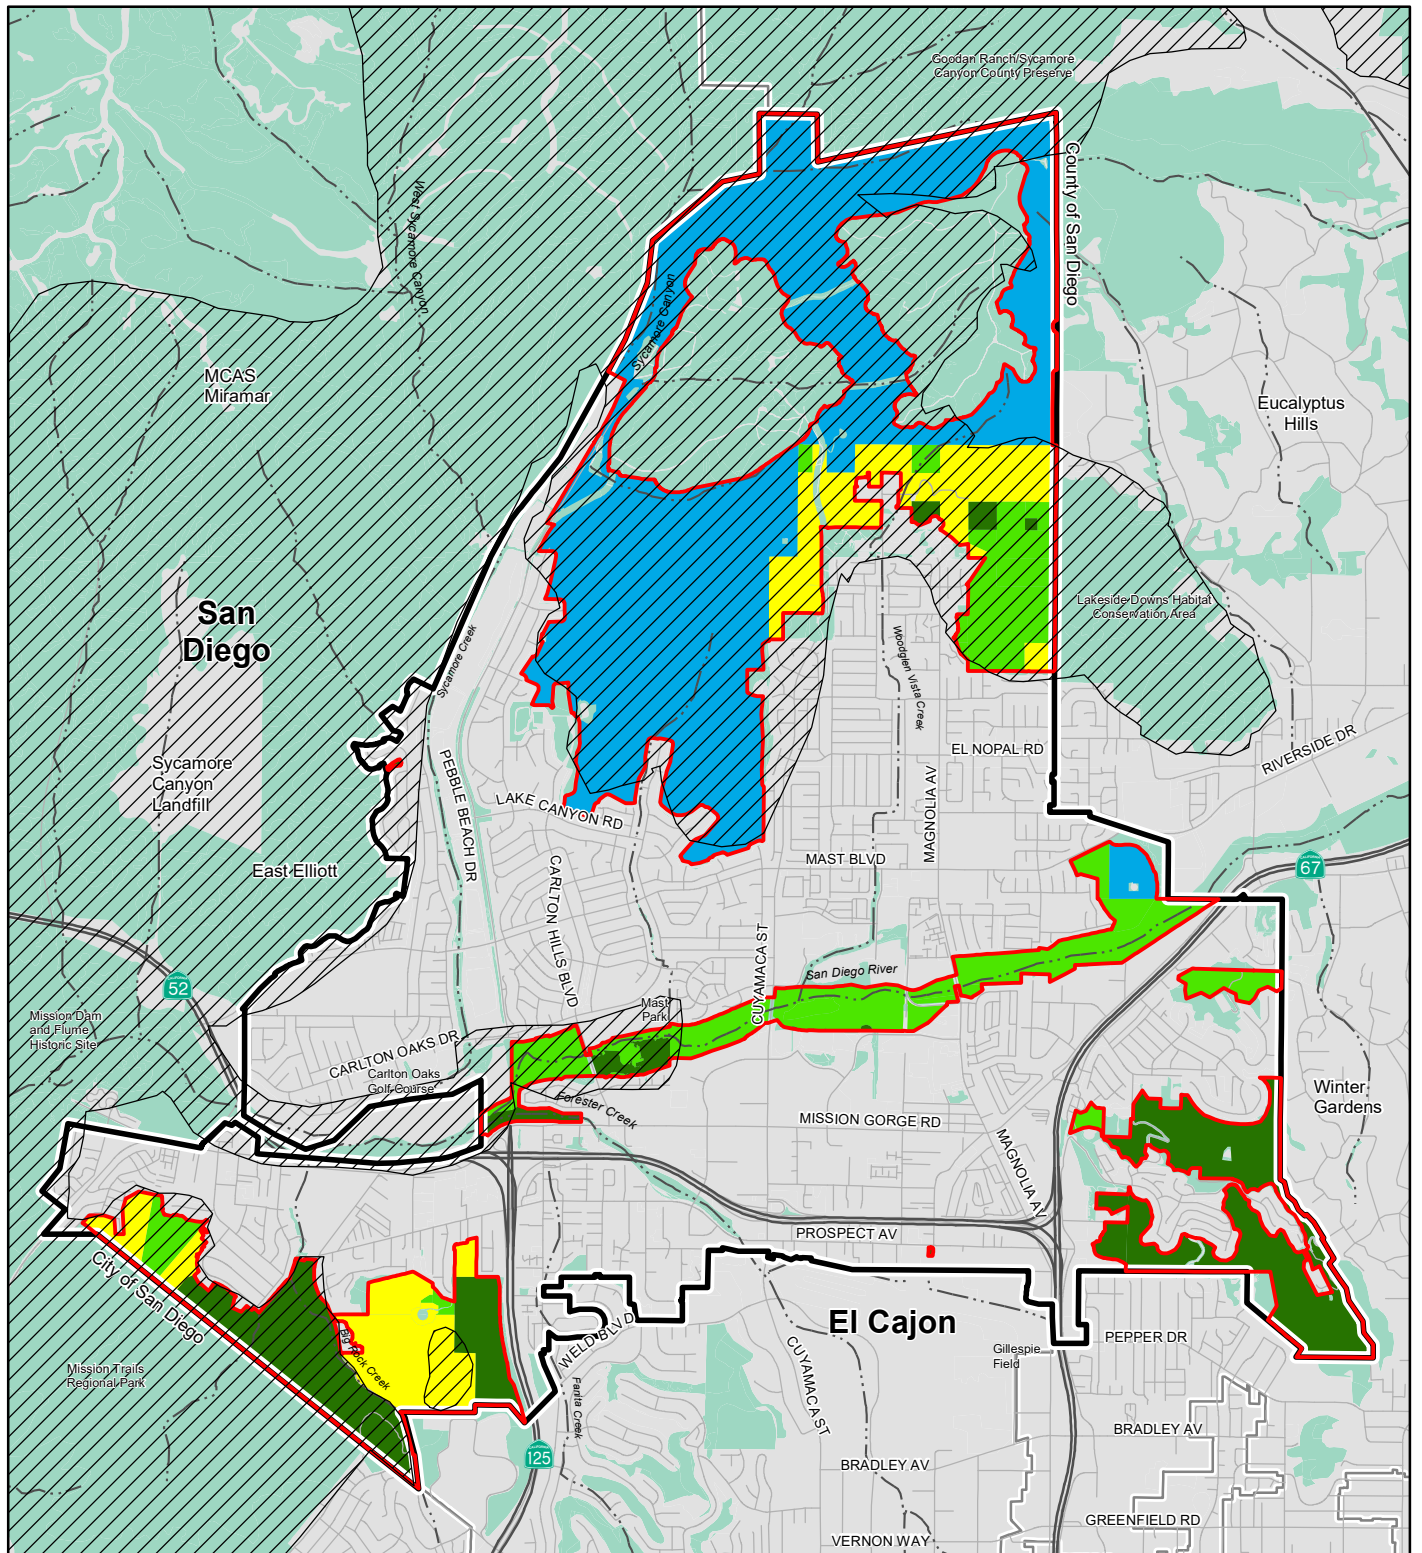 Goodan Ranch/Sycamore
Canyon County Preserve
County of San Diego
West Sycamore Canyon
Sycamore Canyon
MCAS
Miramar
Eucalyptus
Hills
San
Diego
Lakeside Downs Habitat
Conservation Area
Sycamore Creek
Woodglen Vista Creek
EL NOPAL RD
RIVERSIDE DR
Sycamore
Canyon
Landfill
PEBBLE BEACH DR
LAKE CANYON RD
MAGNOLIA AV
MAST BLVD
East Elliott
CARLTON HILLS BLVD
CALIFORNIA
67
CUYAMACA ST
San Diego River
CALIFORNIA
52
Mast
Park
Mission Dam
and Flume
Historic Site
CARLTON OAKS DR
Carlton Oaks
Golf Course
Forester Creek
Winter
Gardens
MISSION GORGE RD
MAGNOLIA AV
PROSPECT AV
City of San Diego
El Cajon
WELD BLVD
Big Rock Creek
PEPPER DR
Gillespie
Field
CUYAMACA ST
Mission Trails
Regional Park
Fanita Creek
BRADLEY AV
CALIFORNIA
125
BRADLEY AV
GREENFIELD RD
VERNON WAY